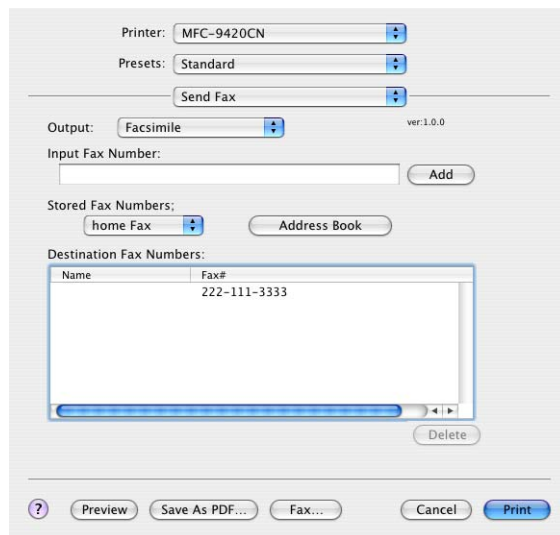 Printer: MFC-9420CN
Presets: Standard
Send Fax
Output: Facsimile ver:1.0.0
Input Fax Number:
Add
Stored Fax Numbers;
home Fax Address Book
Destination Fax Numbers:
Name Fax#
222-111-3333
Delete
? Preview Save As PDF... Fax... Cancel Print